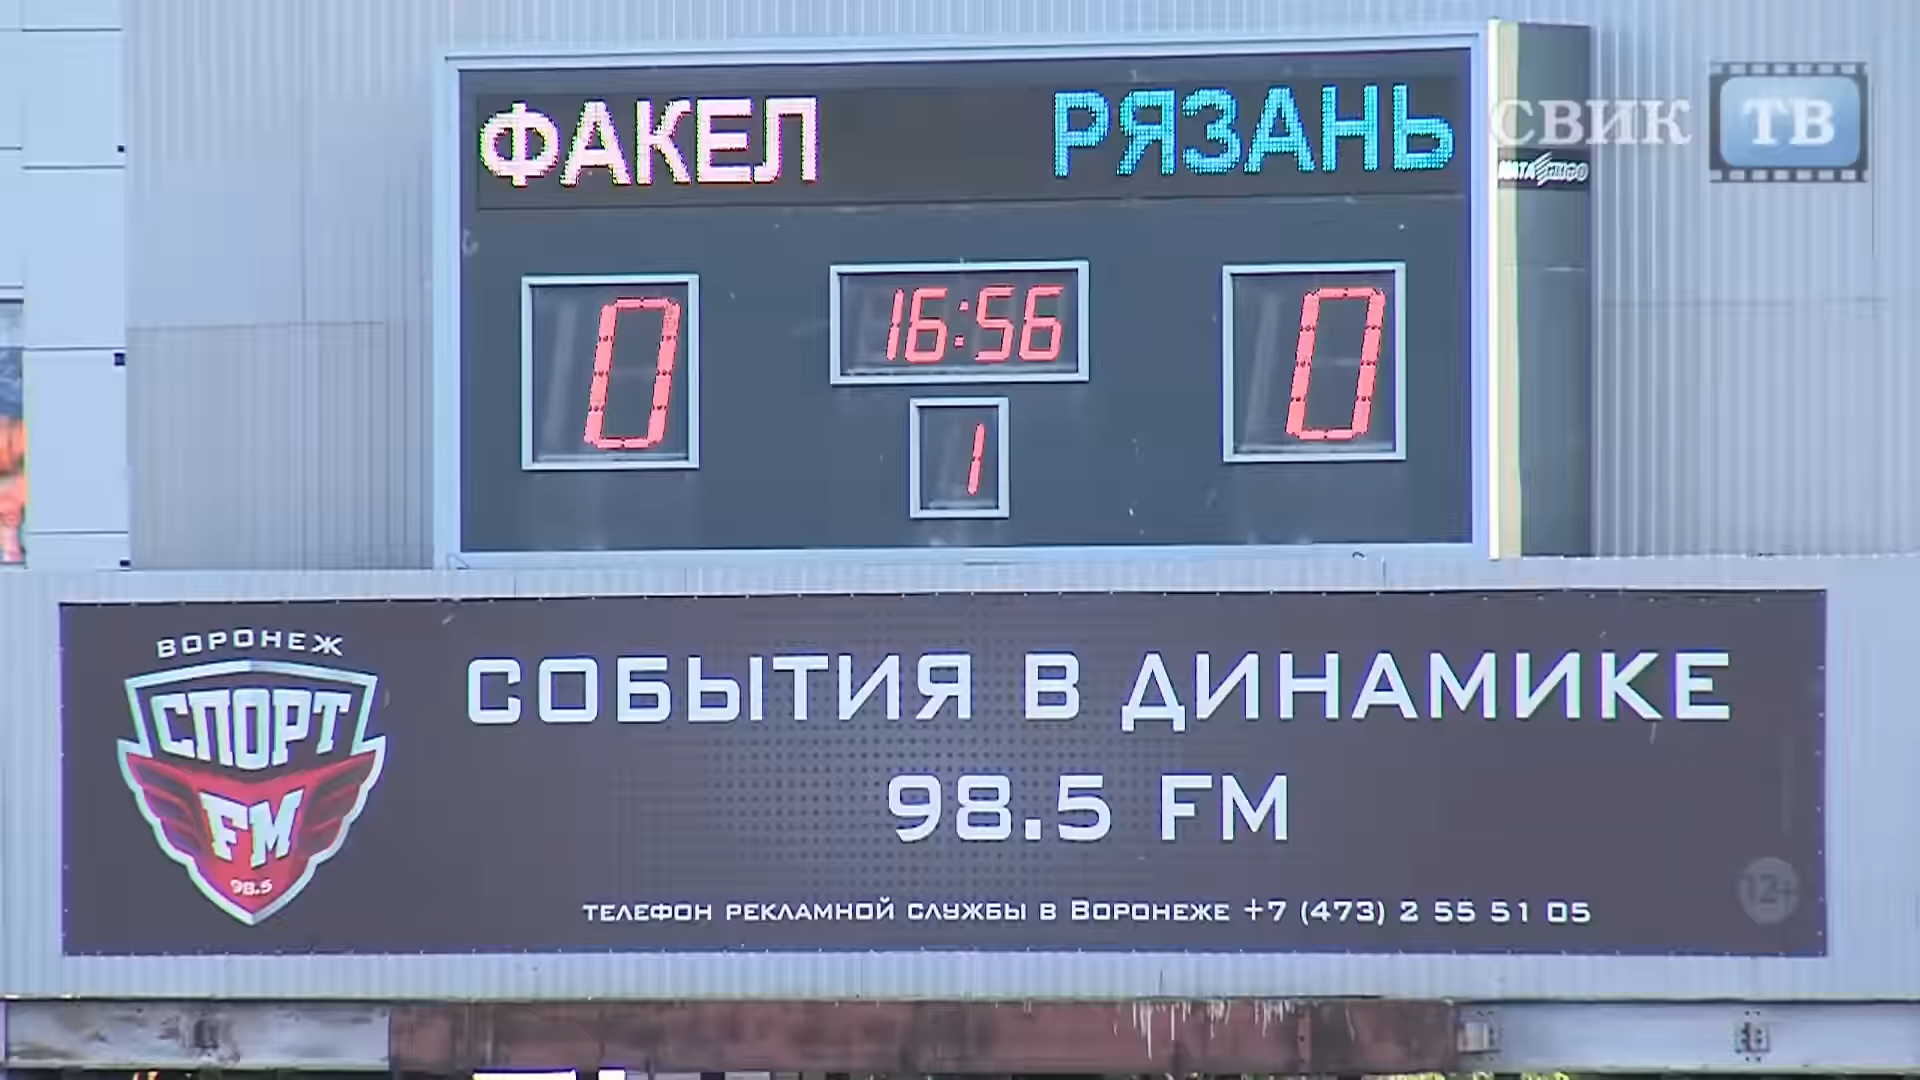 ФАКЕЛ РЯЗАНЬ
СВИК ТВ
0 16:56 0
1
ВОРОНЕЖ
СПОРТ
FM
98.5
СОБЫТИЯ В ДИНАМИКЕ
98.5 FM
ТЕЛЕФОН РЕКЛАМНОЙ СЛУЖБЫ В ВОРОНЕЖЕ +7 (473) 2 55 51 05
12+